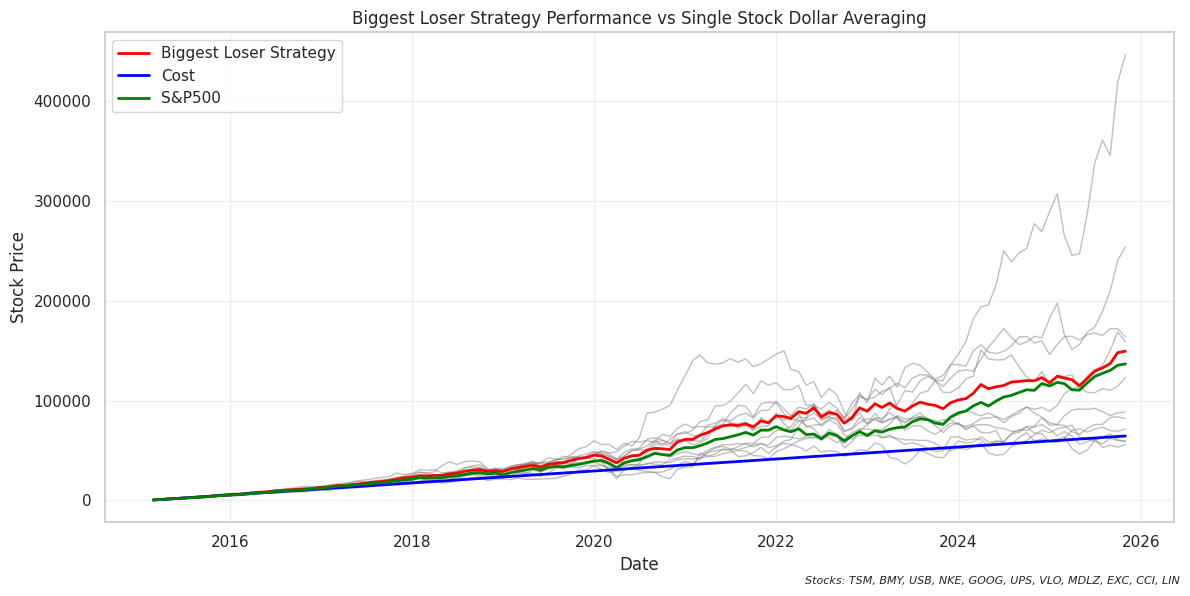 Biggest Loser Strategy Performance vs Single Stock Dollar Averaging
Biggest Loser Strategy
Cost
S&P500
Stock Price
400000
300000
200000
100000
0
2016
2018
2020
2022
2024
2026
Date
Stocks: TSM, BMY, USB, NKE, GOOG, UPS, VLO, MDLZ, EXC, CCI, LIN